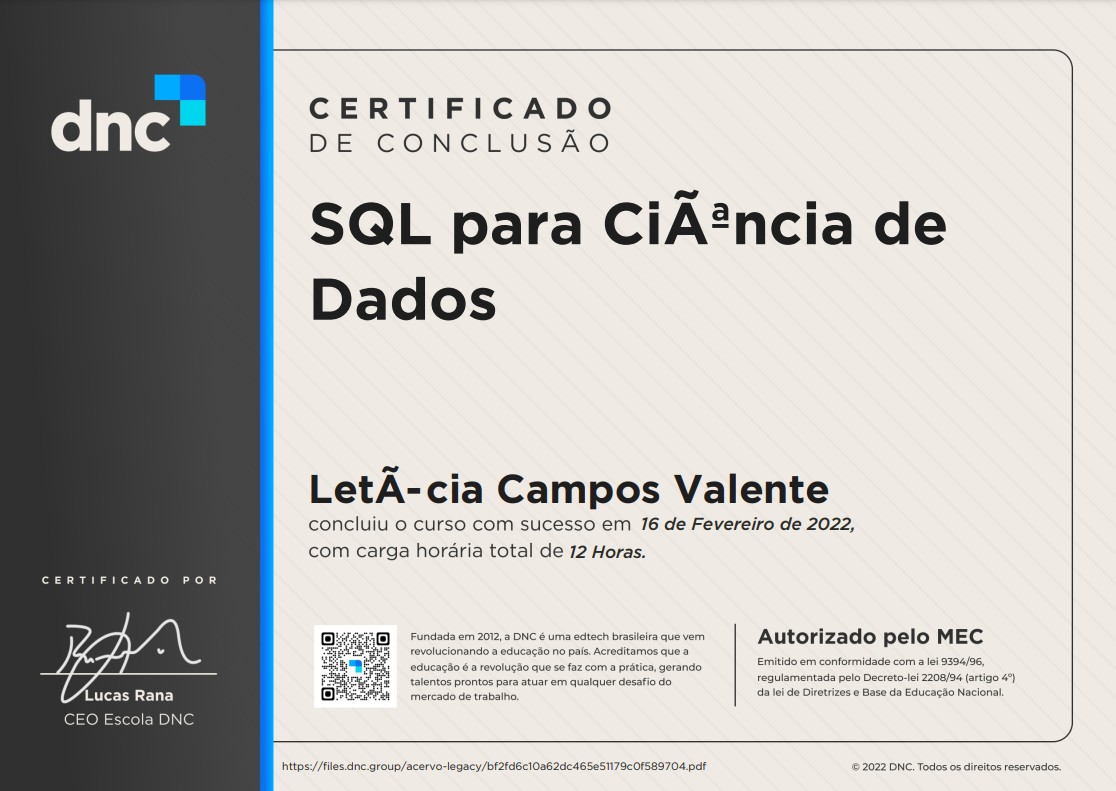 dnc
CERTIFICADO
DE CONCLUSÃO
SQL para CiÃªncia de
Dados
LetÃ-cia Campos Valente
concluiu o curso com sucesso em 16 de Fevereiro de 2022,
com carga horária total de 12 Horas.
CERTIFICADO POR
Lucas Rana
CEO Escola DNC
Fundada em 2012, a DNC é uma edtech brasileira que vem
revolucionando a educação no país. Acreditamos que a
educação é a revolução que se faz com a prática, gerando
talentos prontos para atuar em qualquer desafio do
mercado de trabalho.
Autorizado pelo MEC
Emitido em conformidade com a lei 9394/96,
regulamentada pelo Decreto-lei 2208/94 (artigo 4º)
da lei de Diretrizes e Base da Educação Nacional.
https://files.dnc.group/acervo-legacy/bf2fd6c10a62dc465e51179c0f589704.pdf
© 2022 DNC. Todos os direitos reservados.